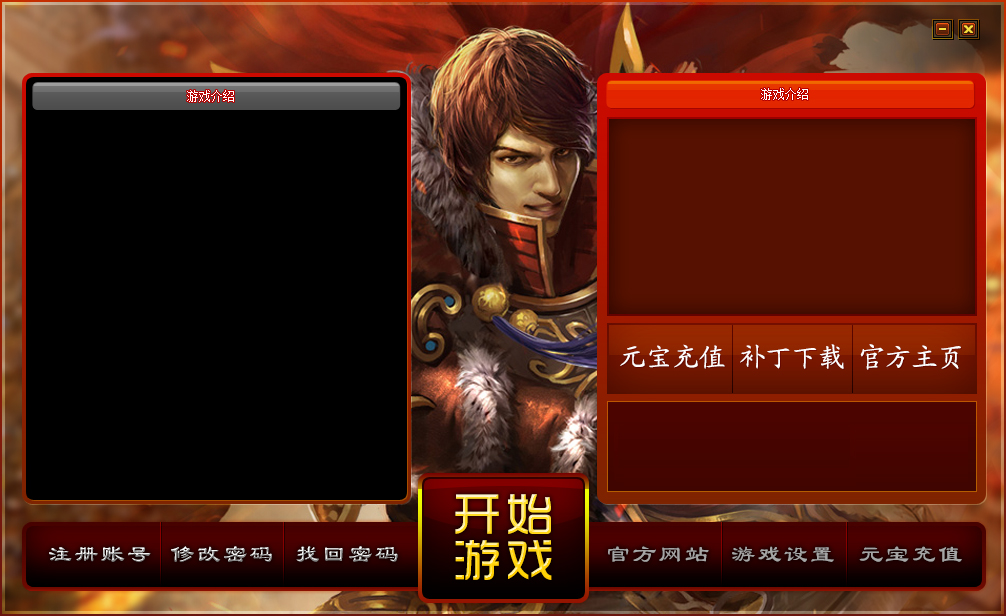 游戏介绍
游戏介绍
元宝充值 补丁下载 官方主页
开始
游戏
注册账号 修改密码 找回密码 官方网站 游戏设置 元宝充值